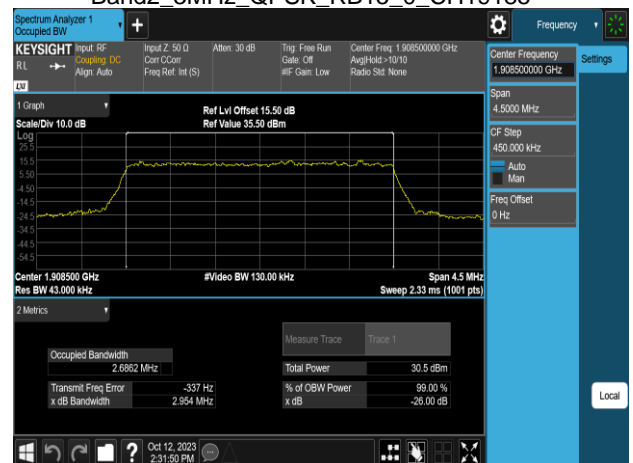 Band2_3MHz_QPSK_RB15_0_CH19185
Spectrum Analyzer 1
Occupied BW
Frequency
KEYSIGHT
Input: RF
Input Z: 50 Ω
Atten: 30 dB
Trig: Free Run
Center Freq: 1.908500000 GHz
RL
Coupling: DC
Corr CCorr
Gate: Off
Avg|Hold:>10/10
Align: Auto
Freq Ref: Int (S)
#IF Gain: Low
Radio Std: None
LXI
Center Frequency
1.908500000 GHz
Settings
Span
4.5000 MHz
CF Step
450.000 kHz
Auto
Man
Freq Offset
0 Hz
1 Graph
Ref Lvl Offset 15.50 dB
Scale/Div 10.0 dB
Ref Value 35.50 dBm
Log
25.5
15.5
5.50
-4.50
-14.5
-24.5
-34.5
-44.5
-54.5
Center 1.908500 GHz
#Video BW 130.00 kHz
Span 4.5 MHz
Res BW 43.000 kHz
Sweep 2.33 ms (1001 pts)
2 Metrics
Measure Trace
Trace 1
Occupied Bandwidth
2.6862 MHz
Total Power
30.5 dBm
Transmit Freq Error
-337 Hz
% of OBW Power
99.00 %
x dB Bandwidth
2.954 MHz
x dB
-26.00 dB
Local
Oct 12, 2023
2:31:50 PM